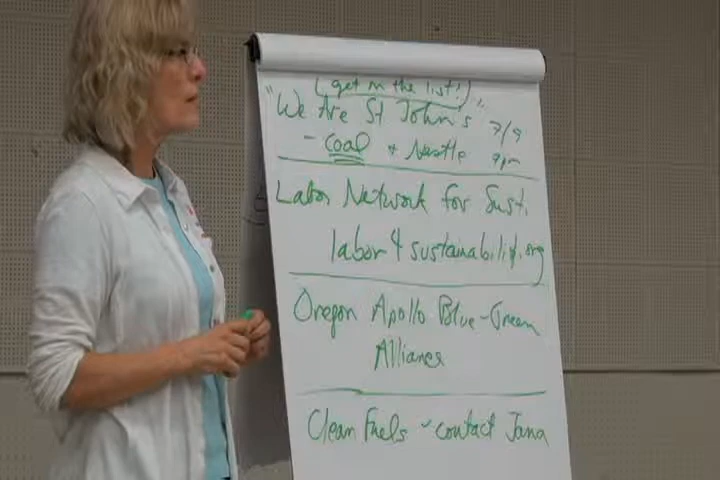 (get on the list!)
"We Are St John's" 7/9
- Coal + Nestle 7pm
Labor Network for Sust.
labor4sustainability.org
Oregon Apollo Blue-Green
Alliance
Clean Fuels - contact Jana